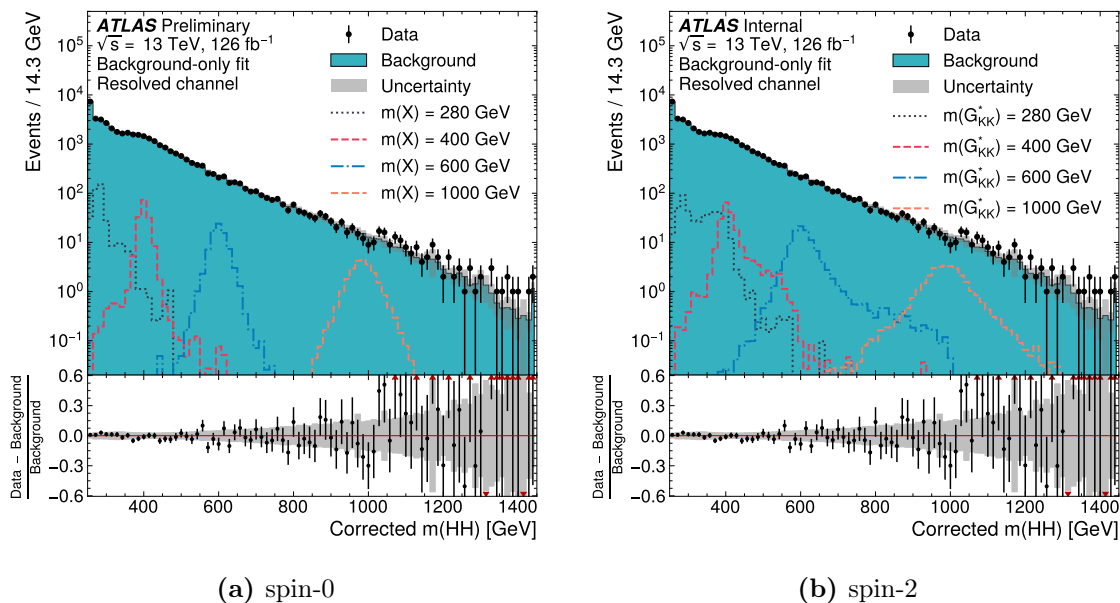 ATLAS Preliminary
√s = 13 TeV, 126 fb⁻¹
Background-only fit
Resolved channel
Data
Background
Uncertainty
m(X) = 280 GeV
m(X) = 400 GeV
m(X) = 600 GeV
m(X) = 1000 GeV
Events / 14.3 GeV
10⁵
10⁴
10³
10²
10¹
10⁰
10⁻¹
Data − Background
Background
0.6
0.3
0.0
−0.3
−0.6
400 600 800 1000 1200 1400
Corrected m(HH) [GeV]
(a) spin-0
ATLAS Internal
√s = 13 TeV, 126 fb⁻¹
Background-only fit
Resolved channel
Data
Background
Uncertainty
m(G*KK) = 280 GeV
m(G*KK) = 400 GeV
m(G*KK) = 600 GeV
m(G*KK) = 1000 GeV
Events / 14.3 GeV
10⁵
10⁴
10³
10²
10¹
10⁰
10⁻¹
Data − Background
Background
0.6
0.3
0.0
−0.3
−0.6
400 600 800 1000 1200 1400
Corrected m(HH) [GeV]
(b) spin-2